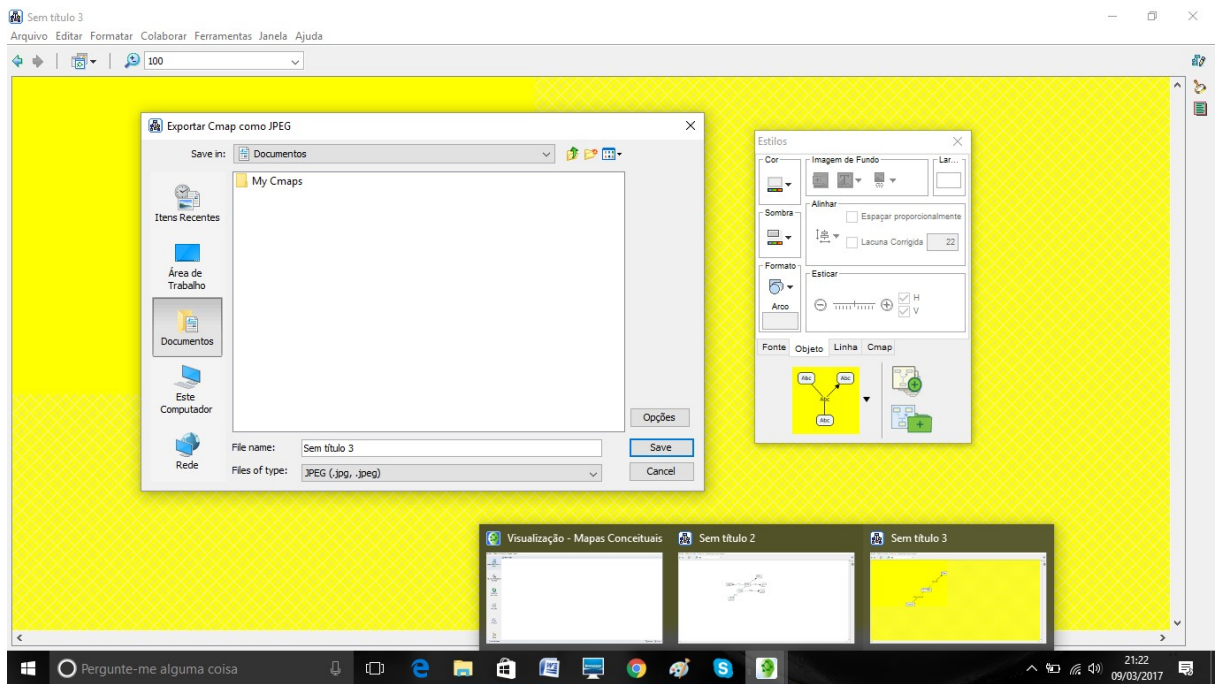 Sem título 3
Arquivo Editar Formatar Colaborar Ferramentas Janela Ajuda
100
Exportar Cmap como JPEG
Save in: Documentos
My Cmaps
Itens Recentes
Área de
Trabalho
Documentos
Este
Computador
Rede
Opções
File name: Sem título 3
Save
Files of type: JPEG (.jpg, .jpeg)
Cancel
Estilos
Cor
Imagem de Fundo
Lar...
Sombra
Alinhar
Espaçar proporcionalmente
Lacuna Corrigida 22
Formato
Esticar
Arco
H
V
Fonte Objeto Linha Cmap
Abc Abc
Abc
Abc
Visualização - Mapas Conceituais
Sem título 2
Sem título 3
Pergunte-me alguma coisa
21:22
09/03/2017